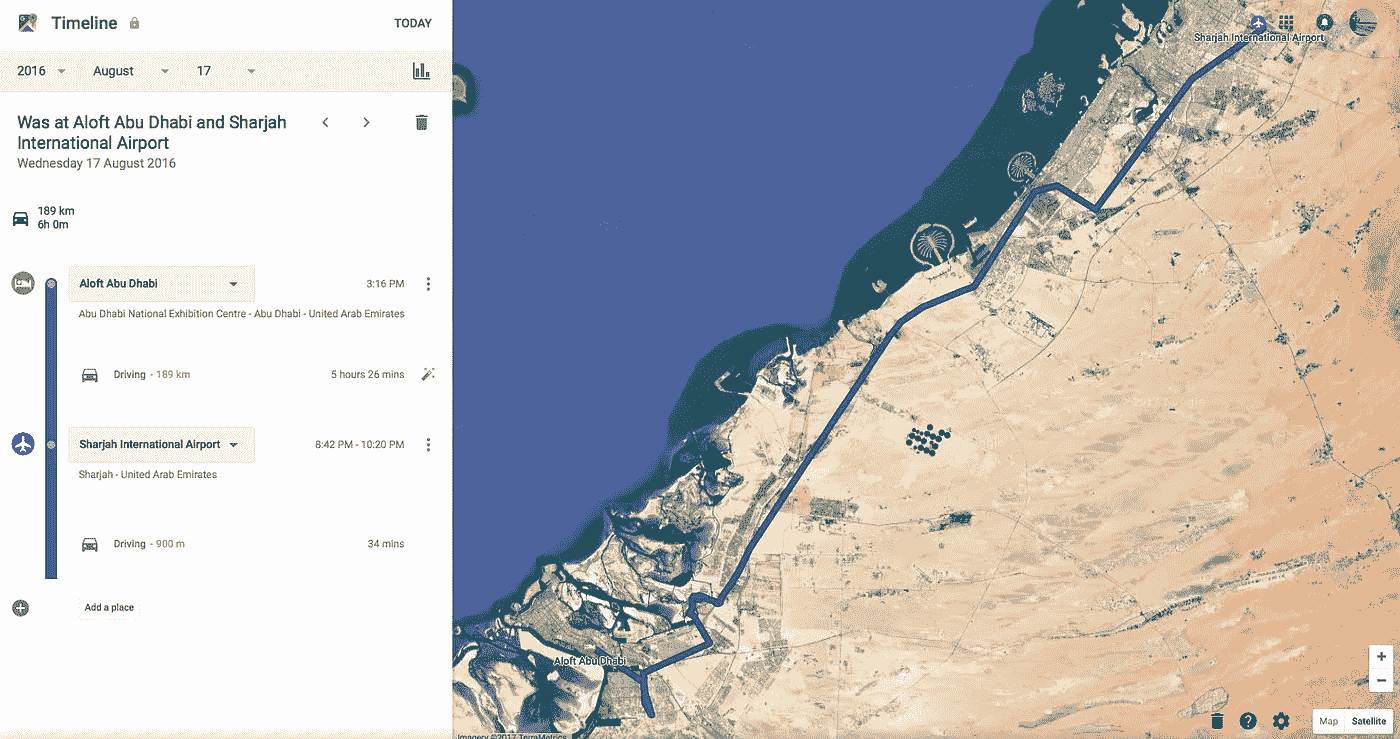 Timeline
TODAY
2016
August
17
Was at Aloft Abu Dhabi and Sharjah
International Airport
Wednesday 17 August 2016
189 km
6h 0m
Aloft Abu Dhabi
3:16 PM
Abu Dhabi National Exhibition Centre - Abu Dhabi - United Arab Emirates
Driving - 189 km
5 hours 26 mins
Sharjah International Airport
8:42 PM - 10:20 PM
Sharjah - United Arab Emirates
Driving - 900 m
34 mins
Add a place
Sharjah International Airport
Aloft Abu Dhabi
Imagery ©2017 TerraMetrics
Map
Satellite